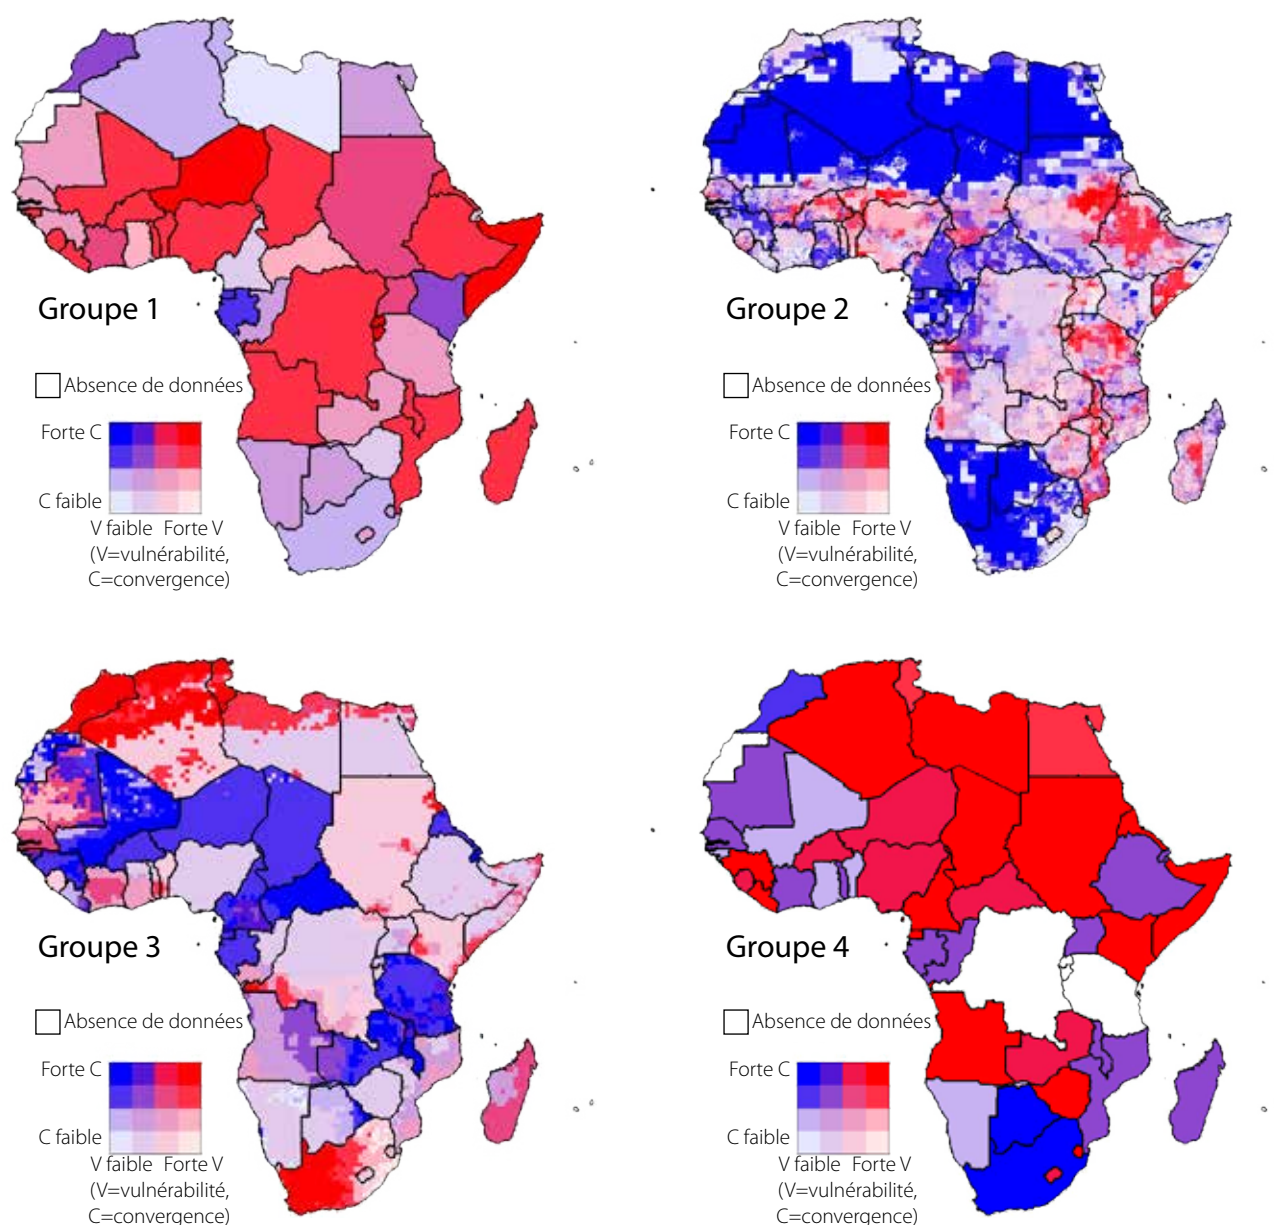 Groupe 1
Absence de données
Forte C
C faible
V faible Forte V
(V=vulnérabilité,
C=convergence)
Groupe 2
Absence de données
Forte C
C faible
V faible Forte V
(V=vulnérabilité,
C=convergence)
Groupe 3
Absence de données
Forte C
C faible
V faible Forte V
(V=vulnérabilité,
C=convergence)
Groupe 4
Absence de données
Forte C
C faible
V faible Forte V
(V=vulnérabilité,
C=convergence)